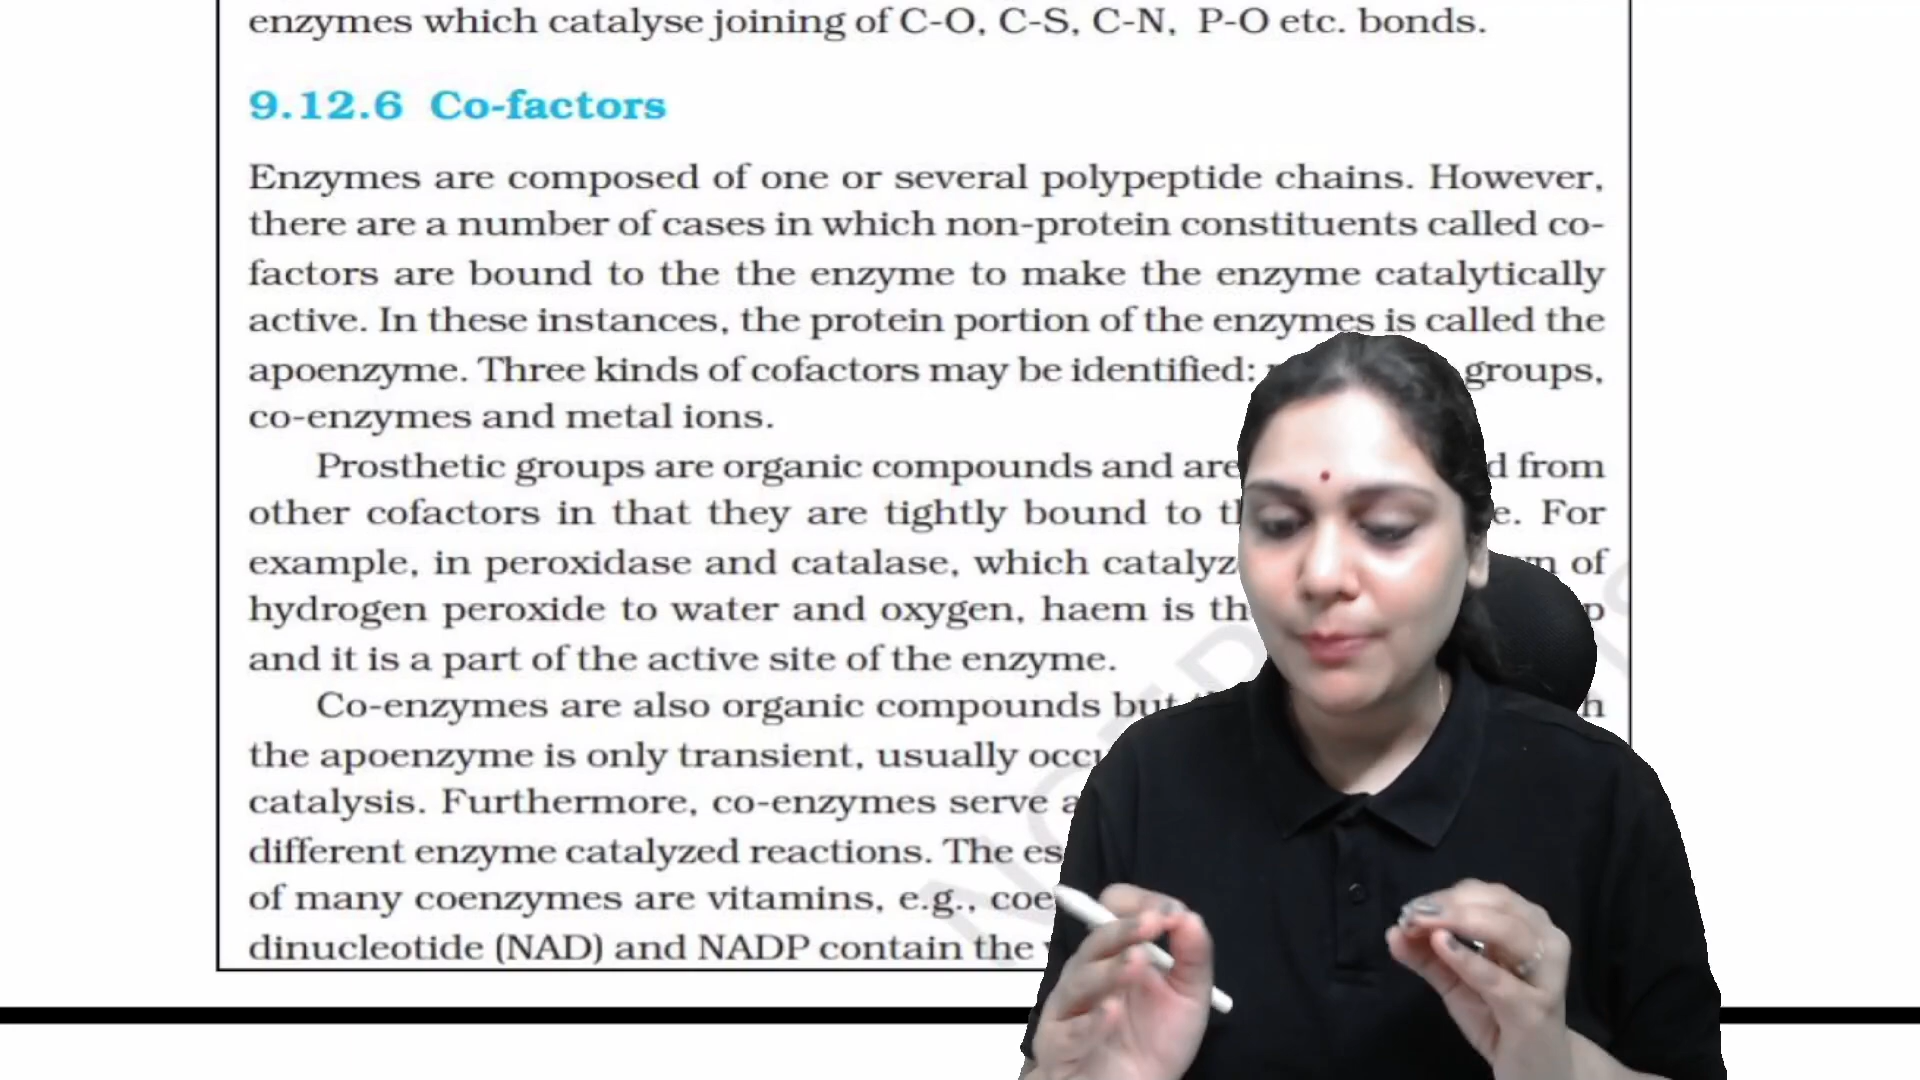 enzymes which catalyse joining of C-O, C-S, C-N, P-O etc. bonds.
9.12.6 Co-factors
Enzymes are composed of one or several polypeptide chains. However,
there are a number of cases in which non-protein constituents called co-
factors are bound to the the enzyme to make the enzyme catalytically
active. In these instances, the protein portion of the enzymes is called the
apoenzyme. Three kinds of cofactors may be identified: groups,
co-enzymes and metal ions.
Prosthetic groups are organic compounds and are from
other cofactors in that they are tightly bound to For
example, in peroxidase and catalase, which of
hydrogen peroxide to water and oxygen, haem is
and it is a part of the active site of the enzyme.
Co-enzymes are also organic compounds but
the apoenzyme is only transient, usually
catalysis. Furthermore, co-enzymes serve
different enzyme catalyzed reactions. The
of many coenzymes are vitamins, e.g.,
dinucleotide (NAD) and NADP contain the